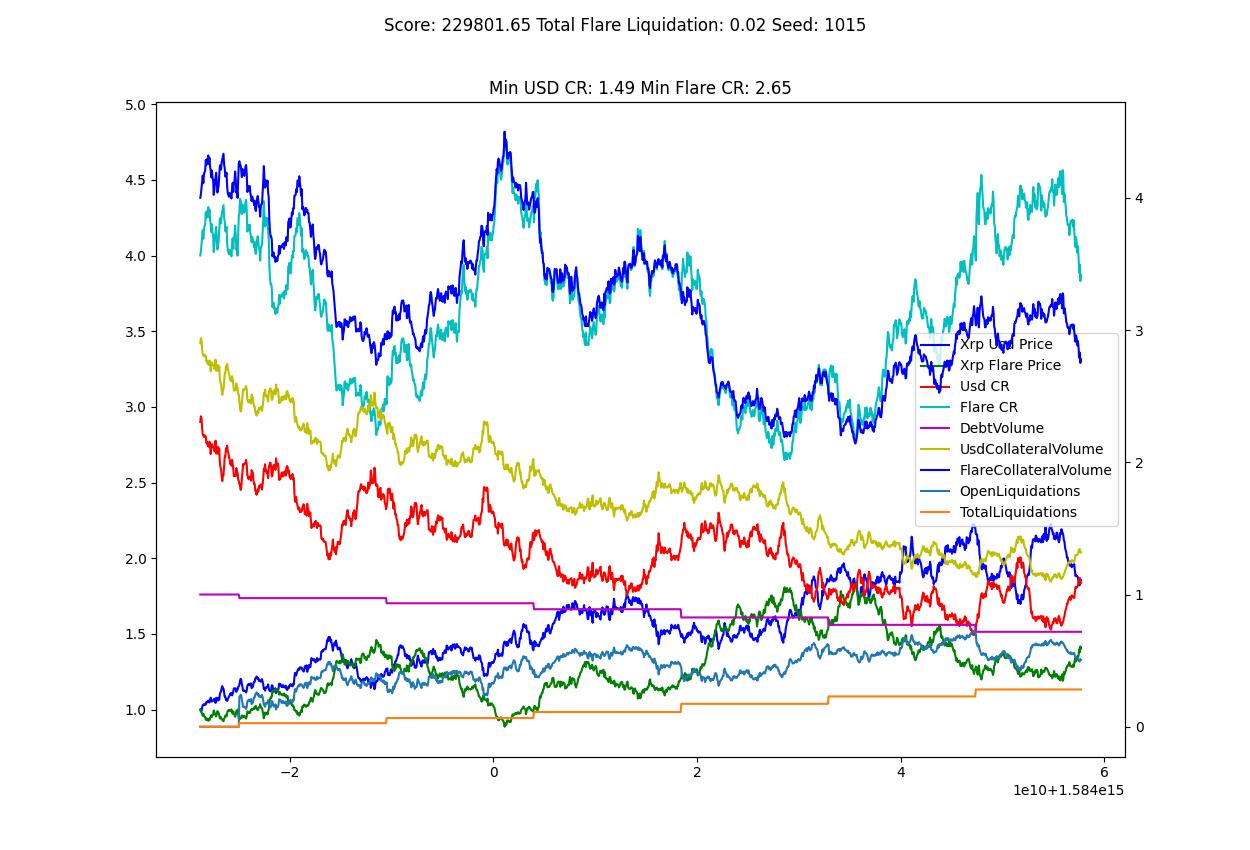 Score: 229801.65 Total Flare Liquidation: 0.02 Seed: 1015
Min USD CR: 1.49 Min Flare CR: 2.65
5.0
4.5
4.0
3.5
3.0
2.5
2.0
1.5
1.0
4
3
2
1
0
Xrp Usd Price
Xrp Flare Price
Usd CR
Flare CR
DebtVolume
UsdCollateralVolume
FlareCollateralVolume
OpenLiquidations
TotalLiquidations
−2 0 2 4 6
1e10+1.584e15